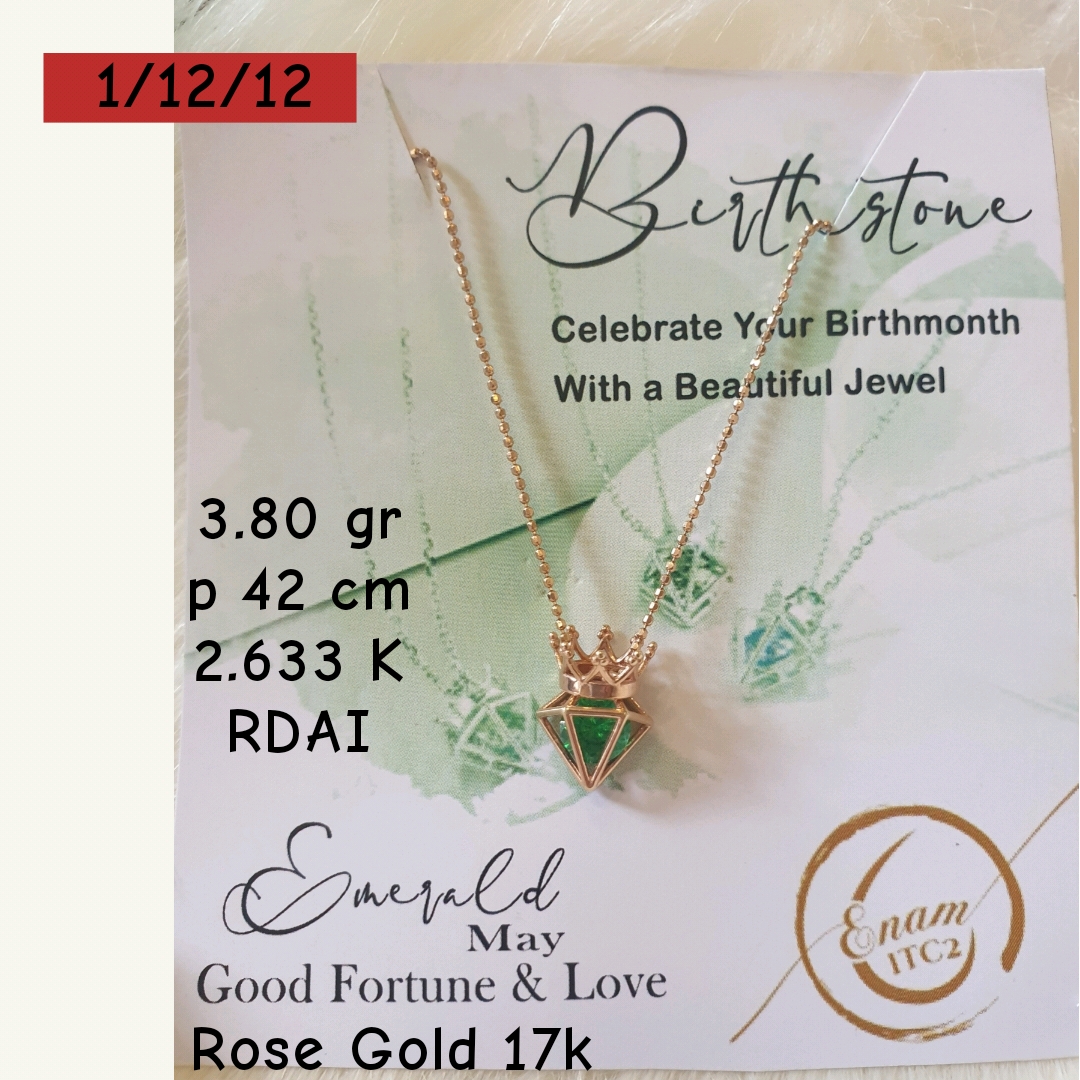 1/12/12
Birthstone
Celebrate Your Birthmonth
With a Beautiful Jewel
3.80 gr
p 42 cm
2.633 K
RDAI
Emerald
May
Good Fortune & Love
Enam
ITC2
Rose Gold 17k